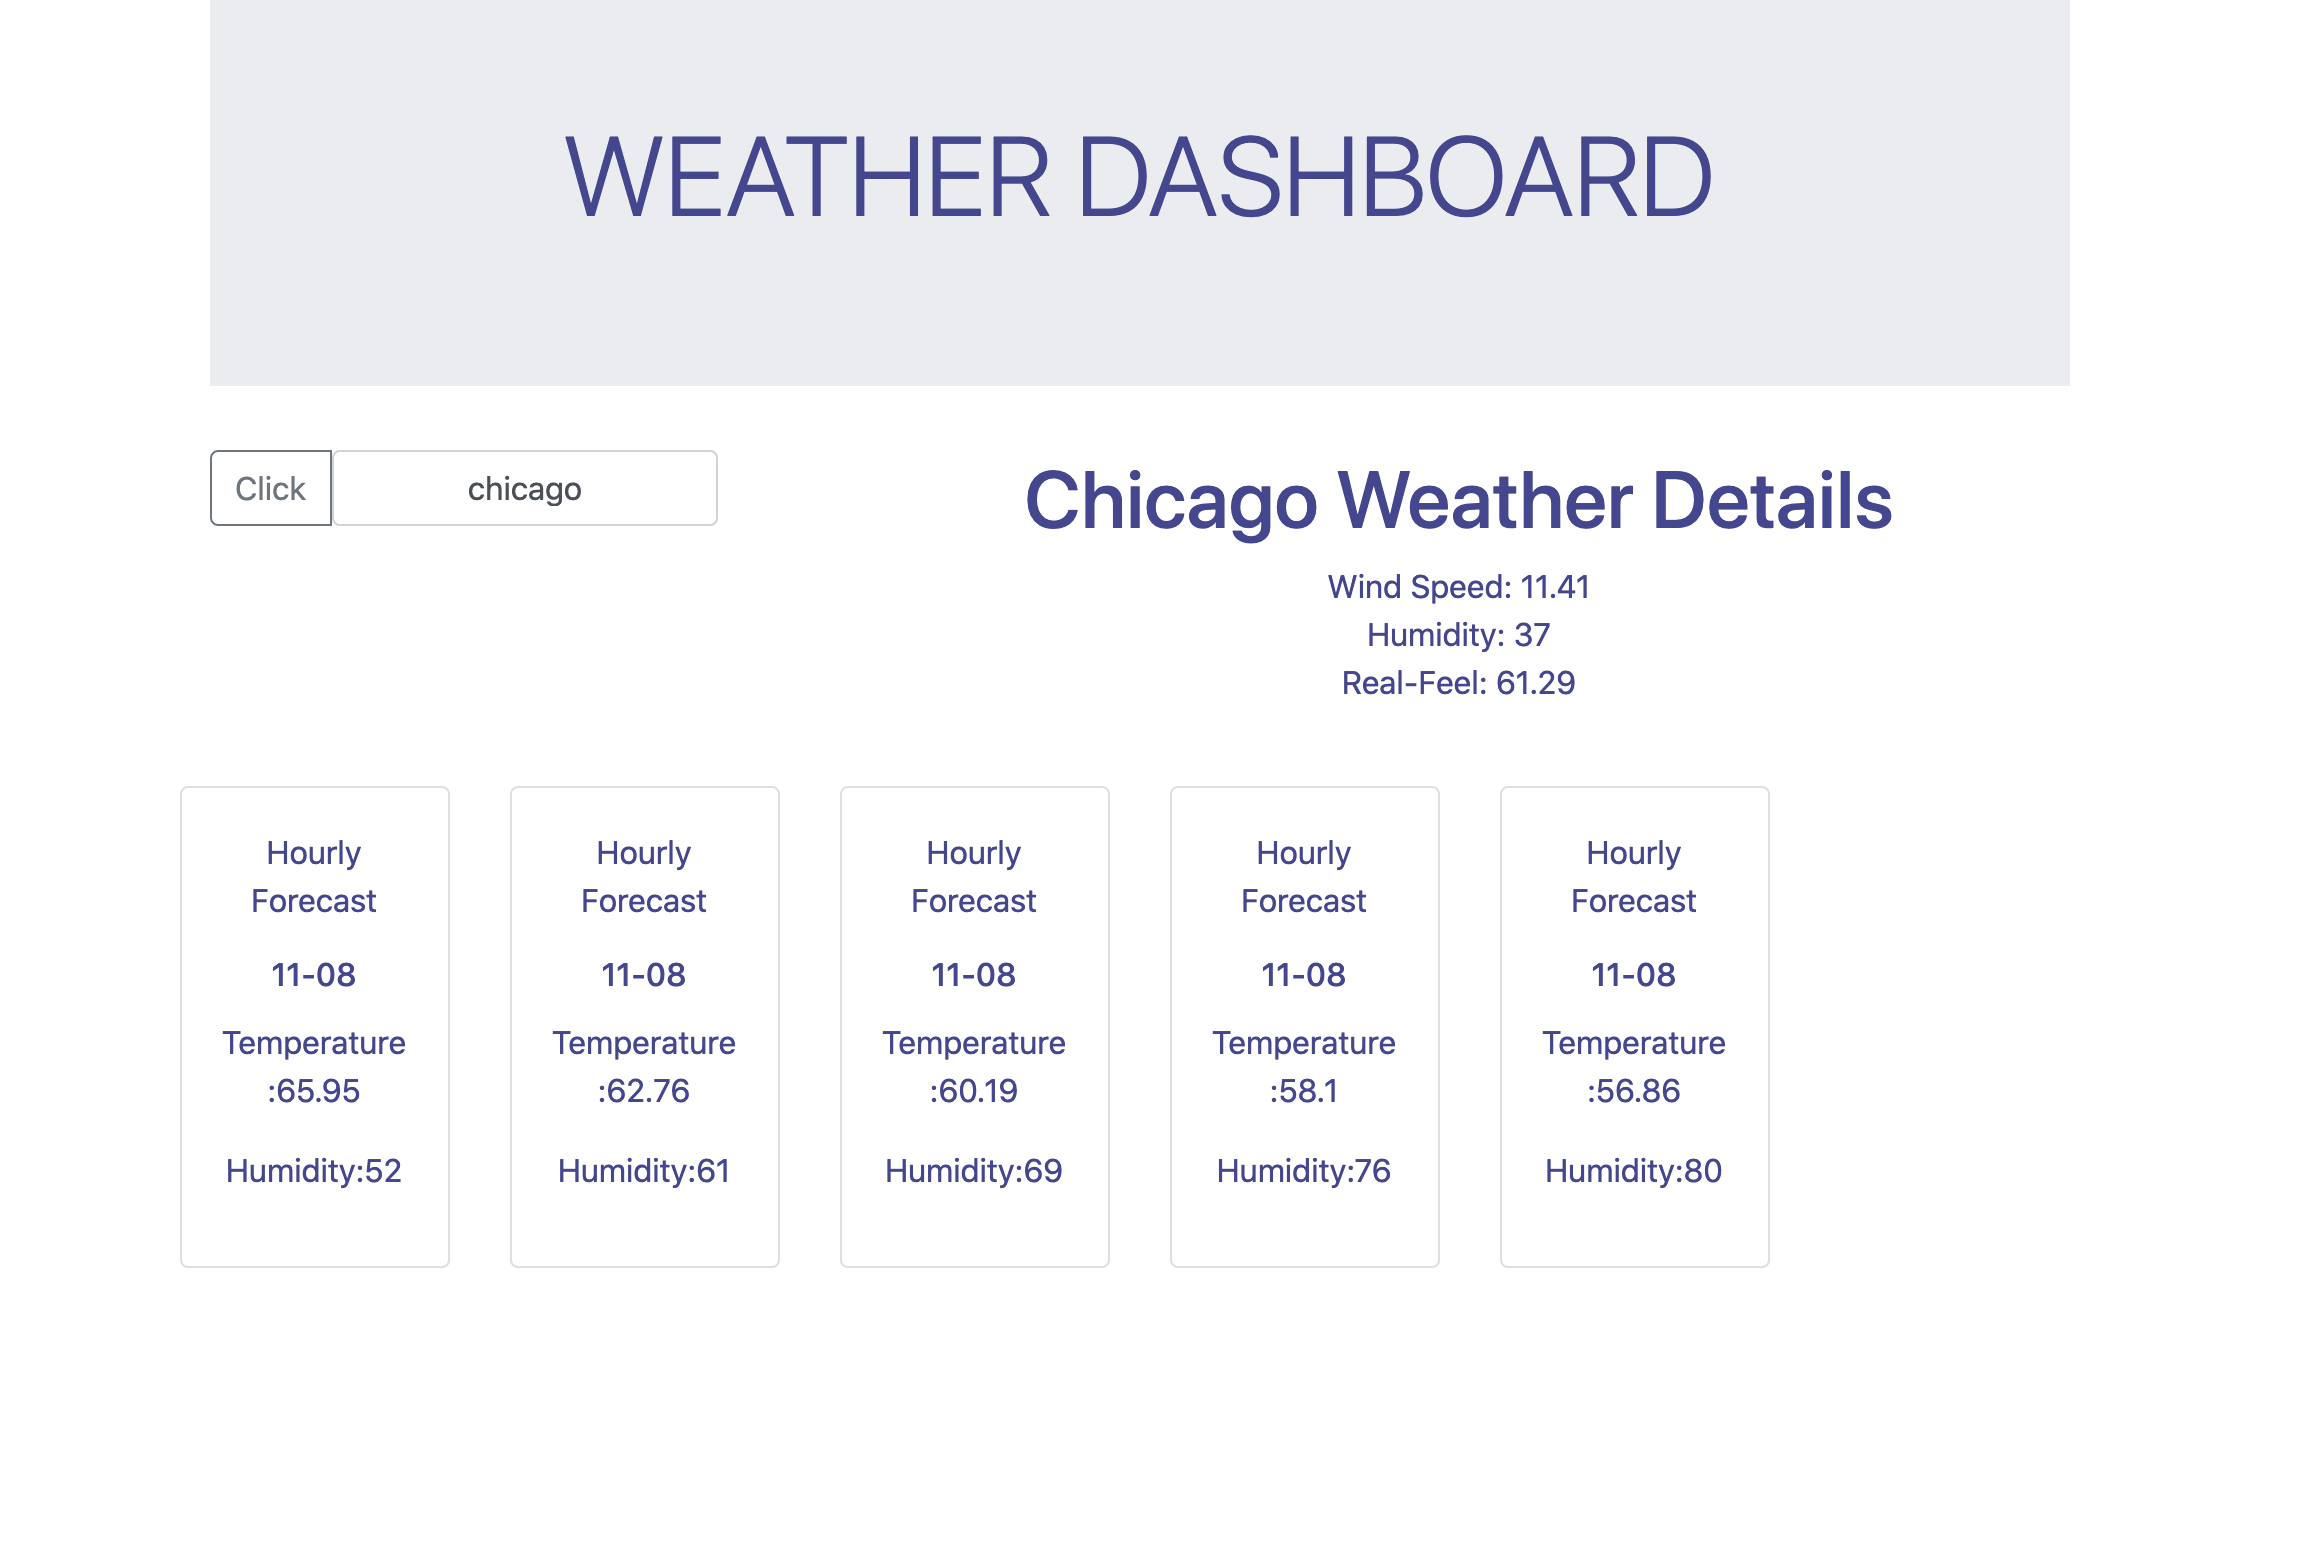 WEATHER DASHBOARD
Click
chicago
Chicago Weather Details
Wind Speed: 11.41
Humidity: 37
Real-Feel: 61.29
Hourly
Forecast
11-08
Temperature
:65.95
Humidity:52
Hourly
Forecast
11-08
Temperature
:62.76
Humidity:61
Hourly
Forecast
11-08
Temperature
:60.19
Humidity:69
Hourly
Forecast
11-08
Temperature
:58.1
Humidity:76
Hourly
Forecast
11-08
Temperature
:56.86
Humidity:80